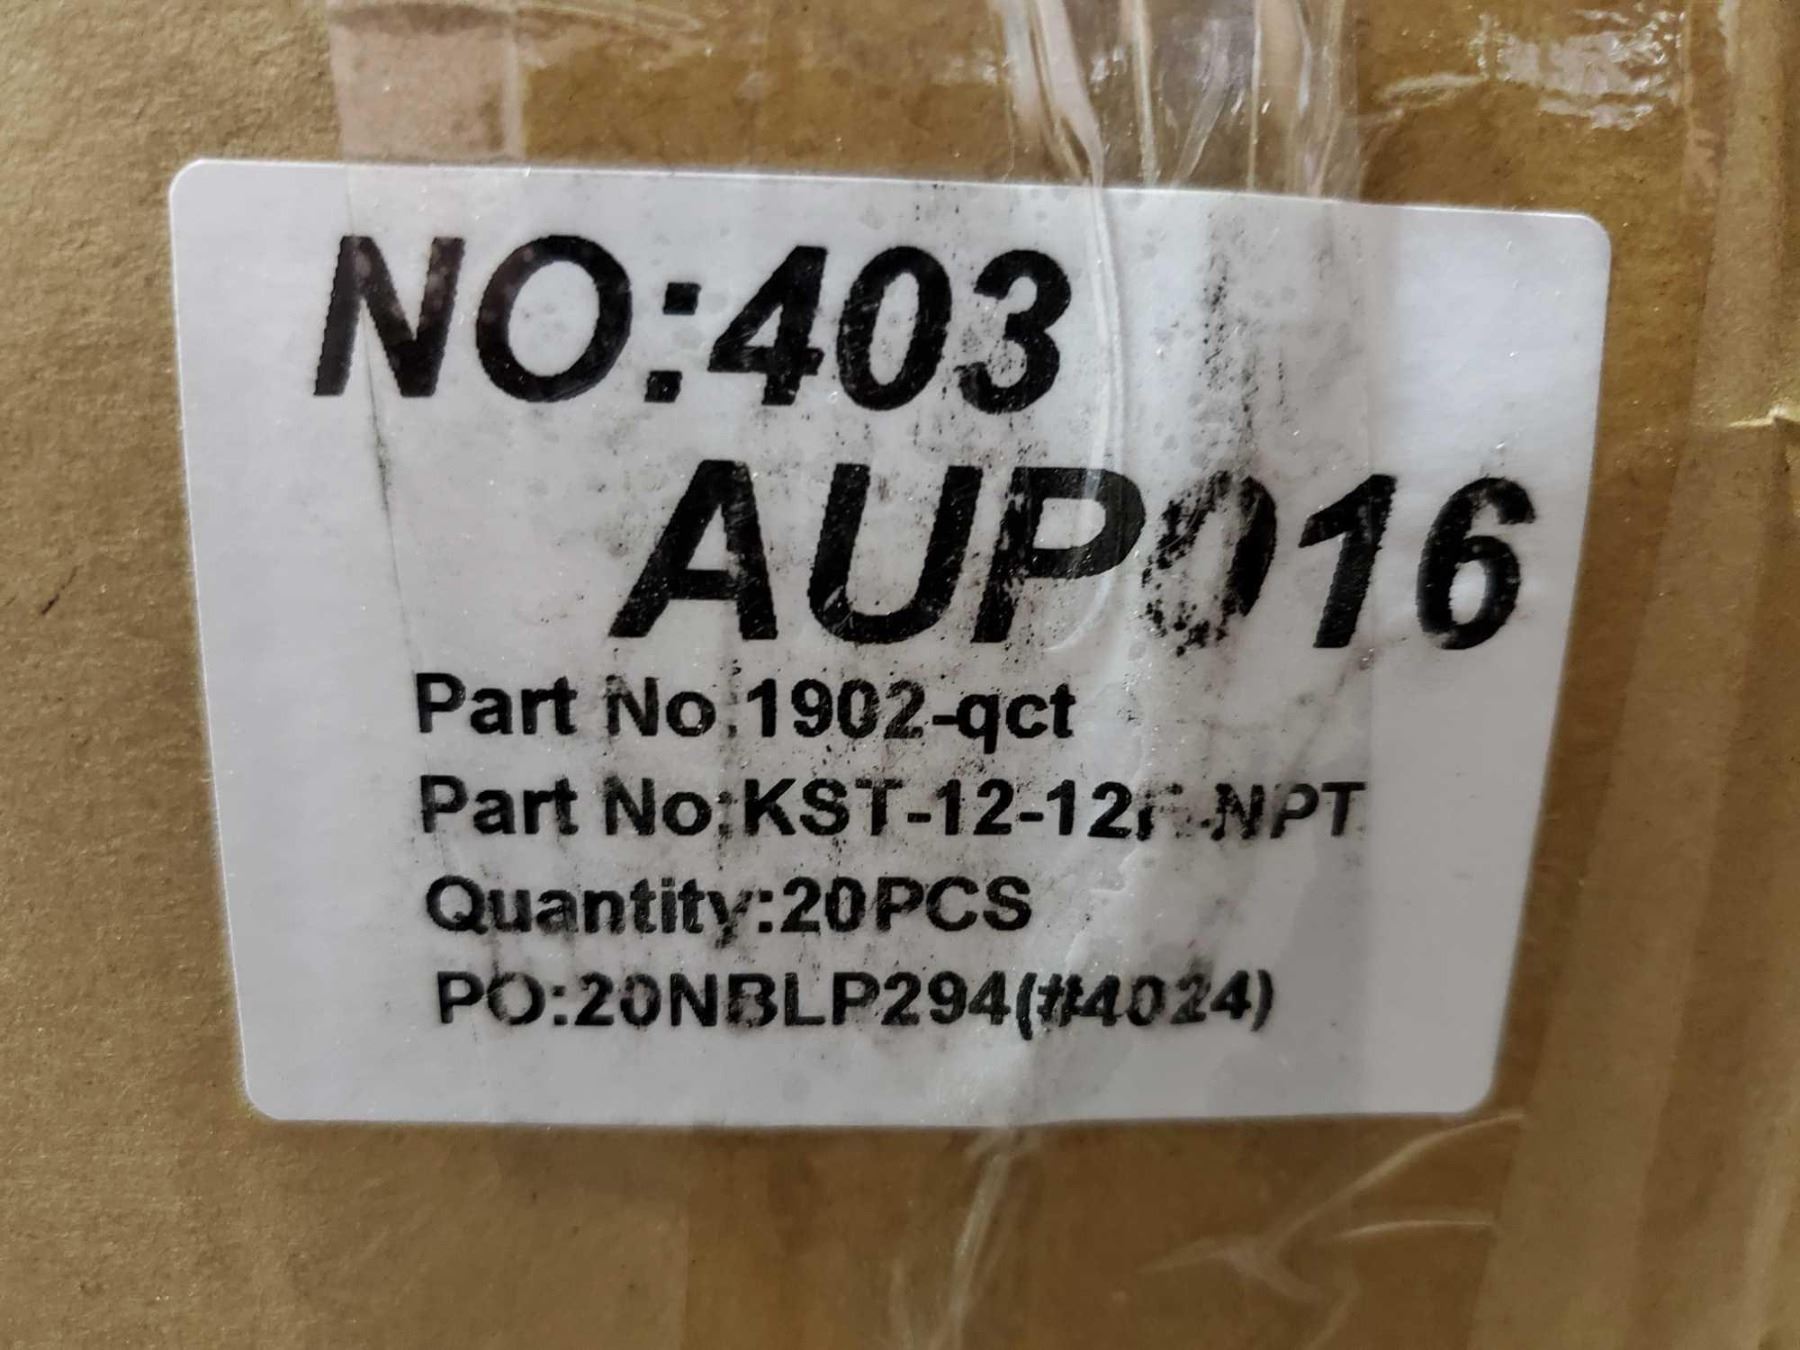 NO:403
AUP016
Part No:1902-qct
Part No:KST-12-12F-NPT
Quantity:20PCS
PO:20NBLP294(#4024)